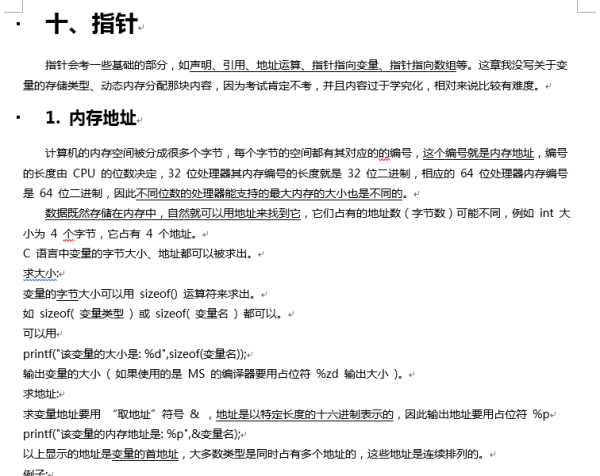 十、指针
指针会考一些基础的部分，如声明、引用、地址运算、指针指向变量、指针指向数组等。这章我没写关于变
量的存储类型、动态内存分配那块内容，因为考试肯定不考，并且内容过于学究化，相对来说比较有难度。
1. 内存地址
计算机的内存空间被分成很多个字节，每个字节的空间都有其对应的的编号，这个编号就是内存地址，编号
的长度由 CPU 的位数决定，32 位处理器其内存编号的长度就是 32 位二进制，相应的 64 位处理器内存编号
是 64 位二进制，因此不同位数的处理器能支持的最大内存的大小也是不同的。
数据既然存储在内存中，自然就可以用地址来找到它，它们占有的地址数（字节数）可能不同，例如 int 大
小为 4 个字节，它占有 4 个地址。
C 语言中变量的字节大小、地址都可以被求出。
求大小:
变量的字节大小可以用 sizeof() 运算符来求出。
如 sizeof( 变量类型 ) 或 sizeof( 变量名 ) 都可以。
可以用
printf("该变量的大小是: %d",sizeof(变量名));
输出变量的大小（ 如果使用的是 MS 的编译器要用占位符 %zd 输出大小 ）。
求地址:
求变量地址要用 “取地址” 符号 & ，地址是以特定长度的十六进制表示的，因此输出地址要用占位符 %p
printf("该变量的内存地址是: %p",&变量名);
以上显示的地址是变量的首地址，大多数类型是同时占有多个地址的，这些地址是连续排列的。
例子: